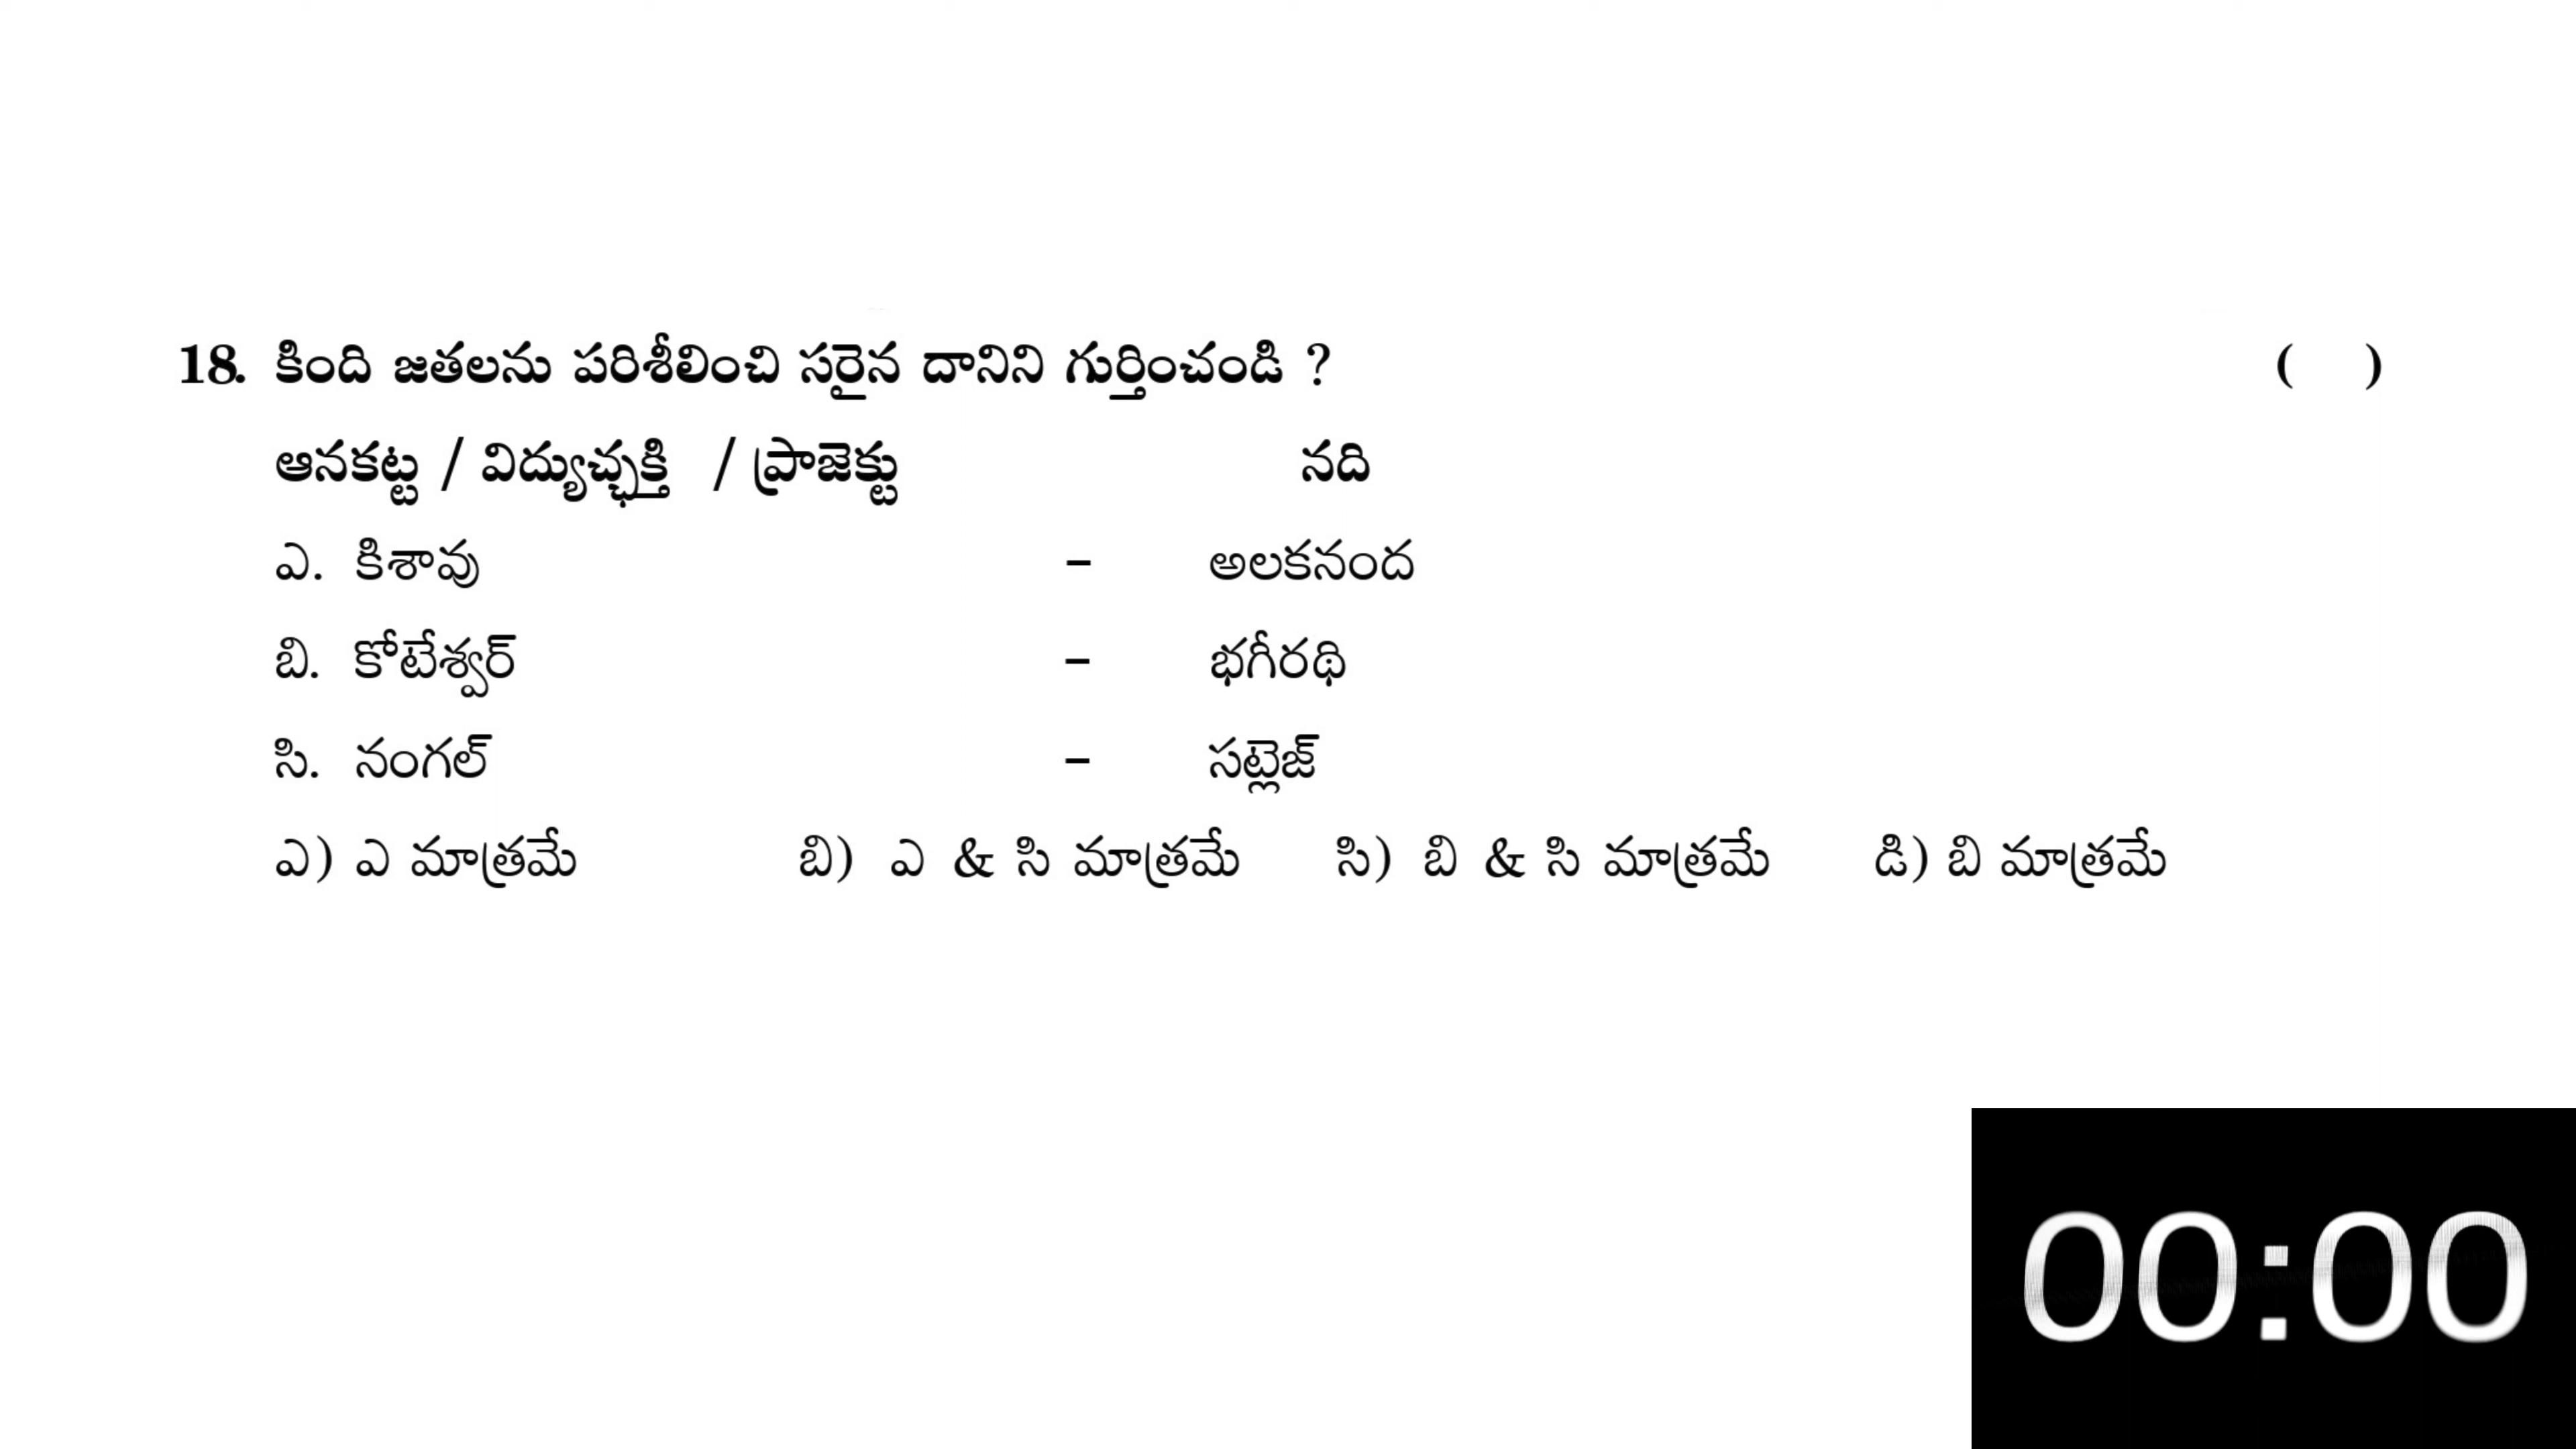 18. కింది జతలను పరిశీలించి సరైన దానిని గుర్తించండి ? ( )
ఆనకట్ట / విద్యుచ్ఛక్తి / ప్రాజెక్టు నది
ఎ. కిశావు - అలకనంద
బి. కోటేశ్వర్ - భగీరథి
సి. నంగల్ - సట్లెజ్
ఎ) ఎ మాత్రమే బి) ఎ & సి మాత్రమే సి) బి & సి మాత్రమే డి) బి మాత్రమే
00:00